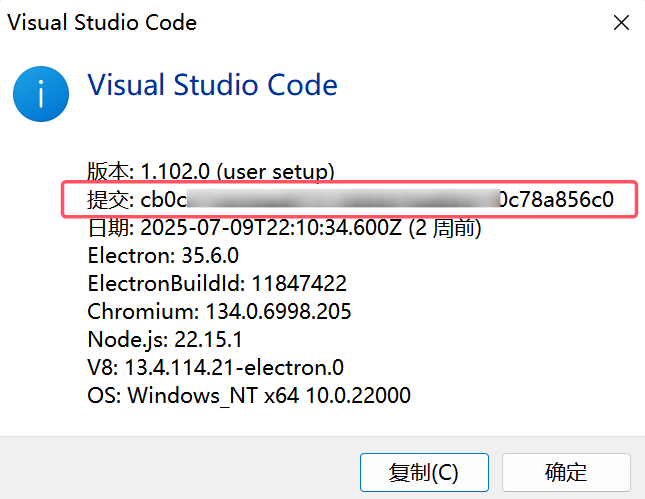 Visual Studio Code
Visual Studio Code
版本: 1.102.0 (user setup)
提交: cb0c 0c78a856c0
日期: 2025-07-09T22:10:34.600Z (2 周前)
Electron: 35.6.0
ElectronBuildId: 11847422
Chromium: 134.0.6998.205
Node.js: 22.15.1
V8: 13.4.114.21-electron.0
OS: Windows_NT x64 10.0.22000
复制(C)
确定